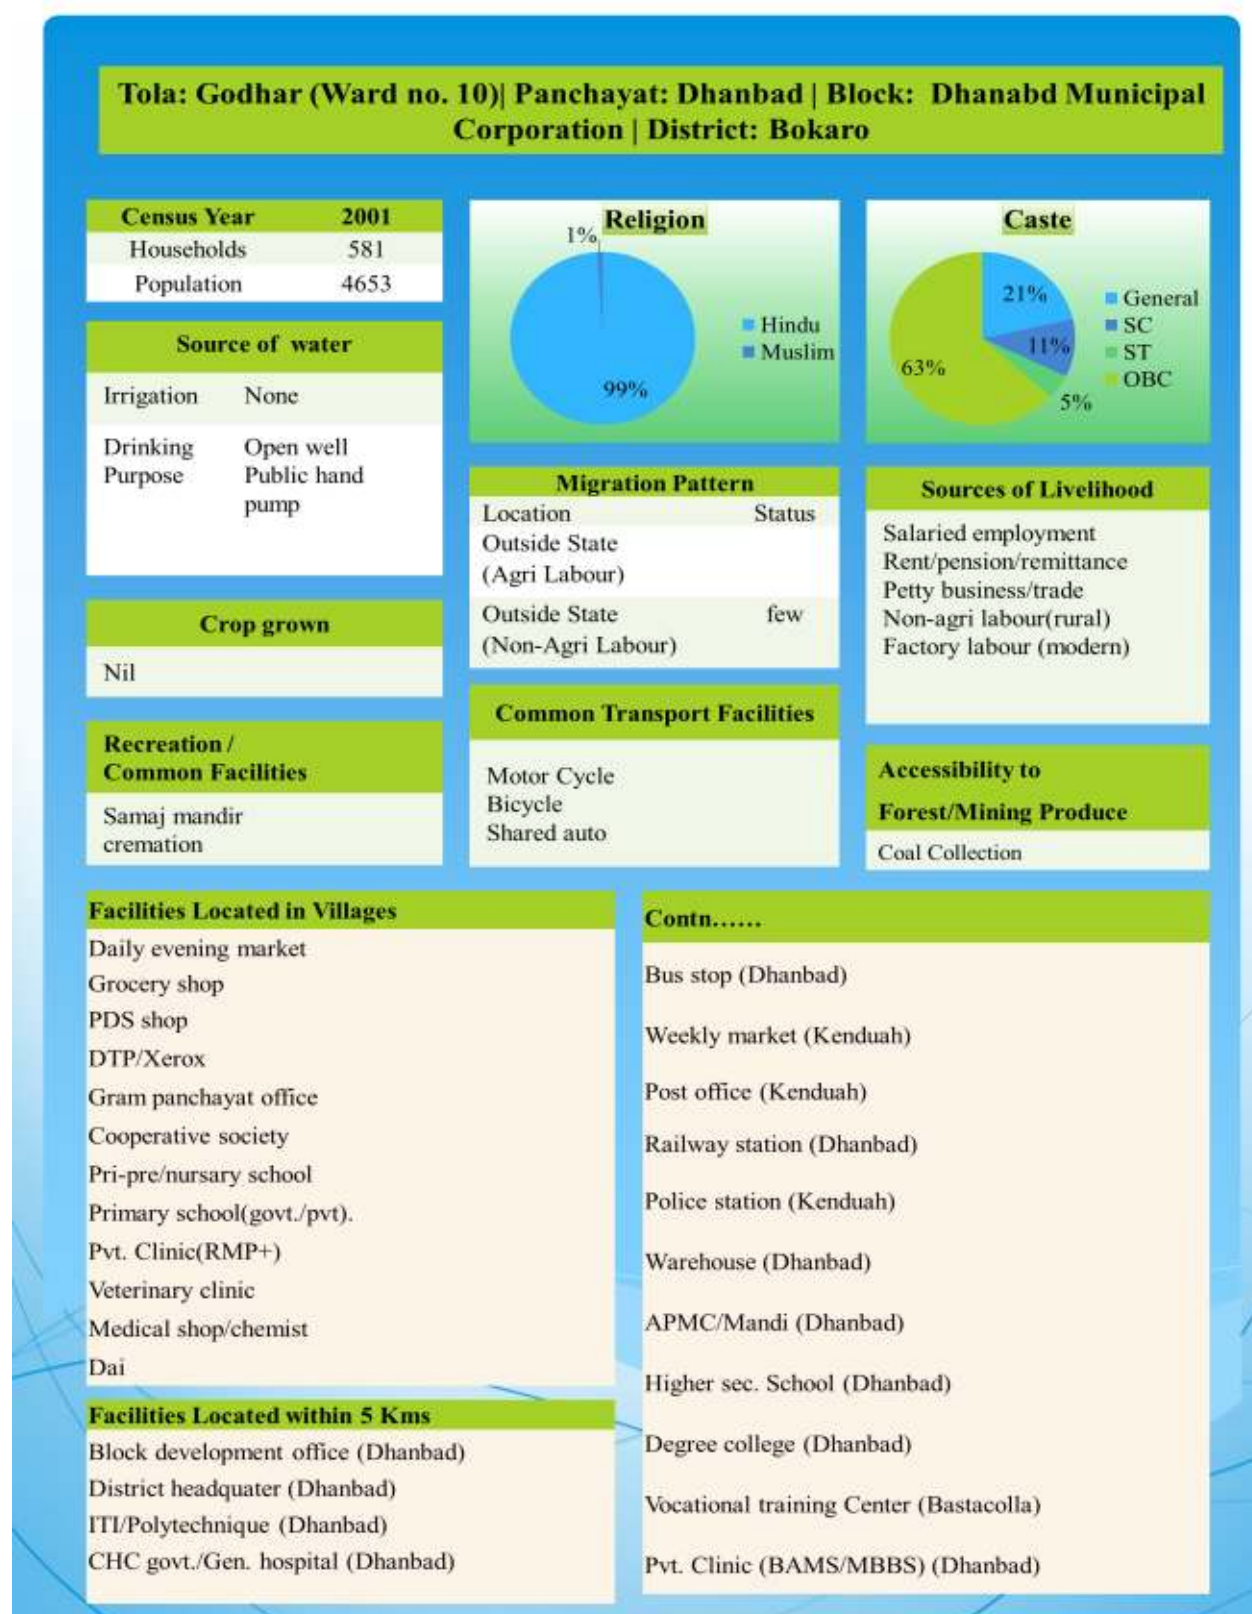 Tola: Godhar (Ward no. 10)| Panchayat: Dhanbad | Block: Dhanabd Municipal
Corporation | District: Bokaro
Census Year 2001
Households 581
Population 4653
Source of water
Irrigation None
Drinking Open well
Purpose Public hand
pump
Crop grown
Nil
Recreation /
Common Facilities
Samaj mandir
cremation
Religion
1%
99%
Hindu
Muslim
Migration Pattern
Location Status
Outside State
(Agri Labour)
Outside State few
(Non-Agri Labour)
Common Transport Facilities
Motor Cycle
Bicycle
Shared auto
Caste
21%
11%
5%
63%
General
SC
ST
OBC
Sources of Livelihood
Salaried employment
Rent/pension/remittance
Petty business/trade
Non-agri labour(rural)
Factory labour (modern)
Accessibility to
Forest/Mining Produce
Coal Collection
Facilities Located in Villages
Daily evening market
Grocery shop
PDS shop
DTP/Xerox
Gram panchayat office
Cooperative society
Pri-pre/nursary school
Primary school(govt./pvt).
Pvt. Clinic(RMP+)
Veterinary clinic
Medical shop/chemist
Dai
Facilities Located within 5 Kms
Block development office (Dhanbad)
District headquater (Dhanbad)
ITI/Polytechnique (Dhanbad)
CHC govt./Gen. hospital (Dhanbad)
Contn......
Bus stop (Dhanbad)
Weekly market (Kenduah)
Post office (Kenduah)
Railway station (Dhanbad)
Police station (Kenduah)
Warehouse (Dhanbad)
APMC/Mandi (Dhanbad)
Higher sec. School (Dhanbad)
Degree college (Dhanbad)
Vocational training Center (Bastacolla)
Pvt. Clinic (BAMS/MBBS) (Dhanbad)